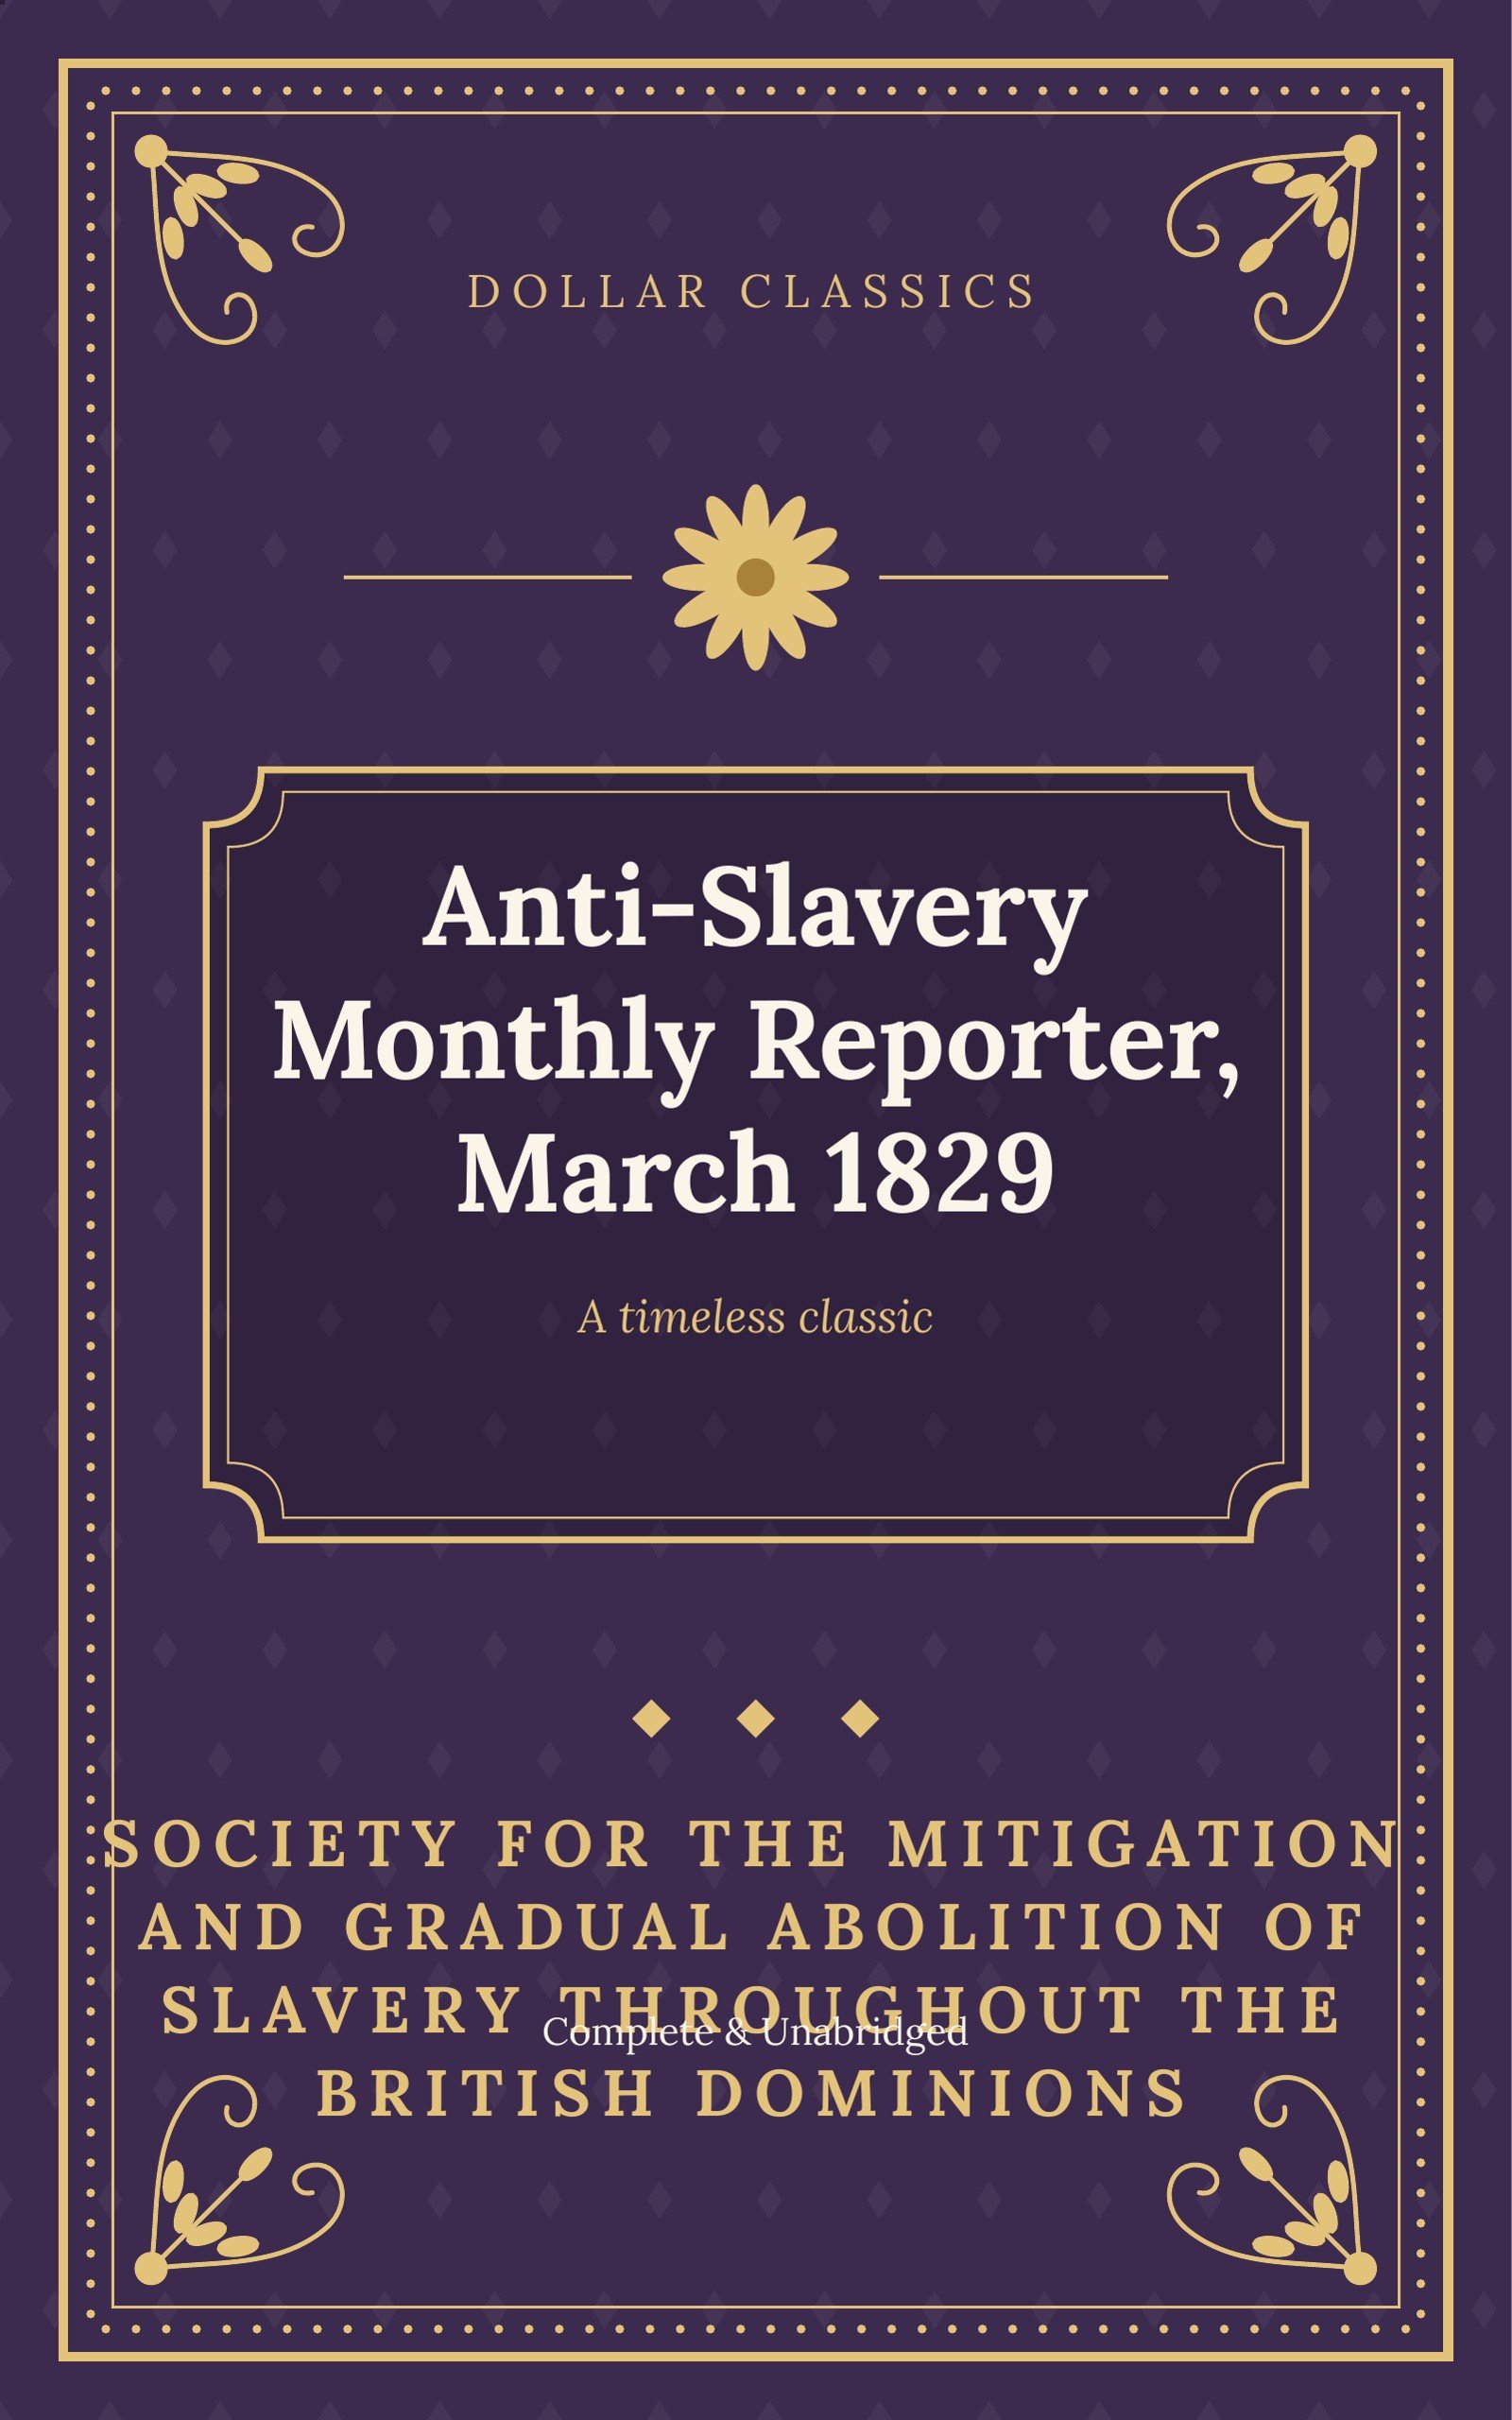 DOLLAR CLASSICS
Anti-Slavery
Monthly Reporter,
March 1829
A timeless classic
SOCIETY FOR THE MITIGATION
AND GRADUAL ABOLITION OF
SLAVERY THROUGHOUT THE
Complete & Unabridged
BRITISH DOMINIONS